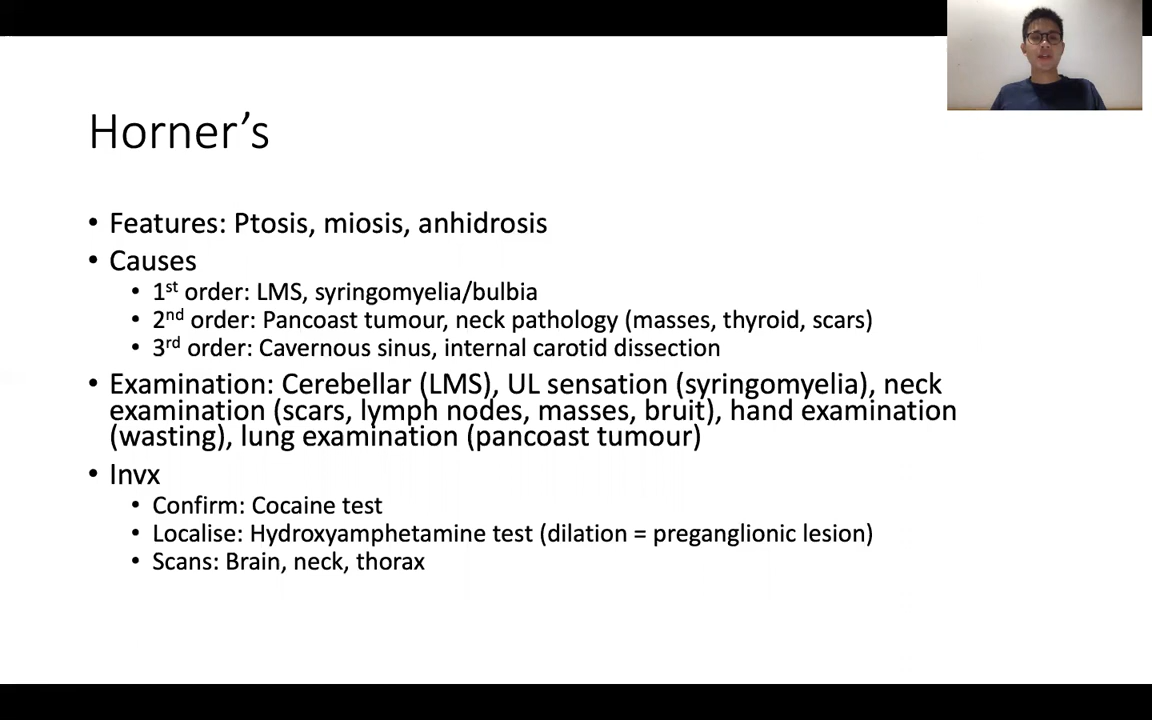 Horner’s
• Features: Ptosis, miosis, anhidrosis
• Causes
• 1st order: LMS, syringomyelia/bulbia
• 2nd order: Pancoast tumour, neck pathology (masses, thyroid, scars)
• 3rd order: Cavernous sinus, internal carotid dissection
• Examination: Cerebellar (LMS), UL sensation (syringomyelia), neck
examination (scars, lymph nodes, masses, bruit), hand examination
(wasting), lung examination (pancoast tumour)
• Invx
• Confirm: Cocaine test
• Localise: Hydroxyamphetamine test (dilation = preganglionic lesion)
• Scans: Brain, neck, thorax